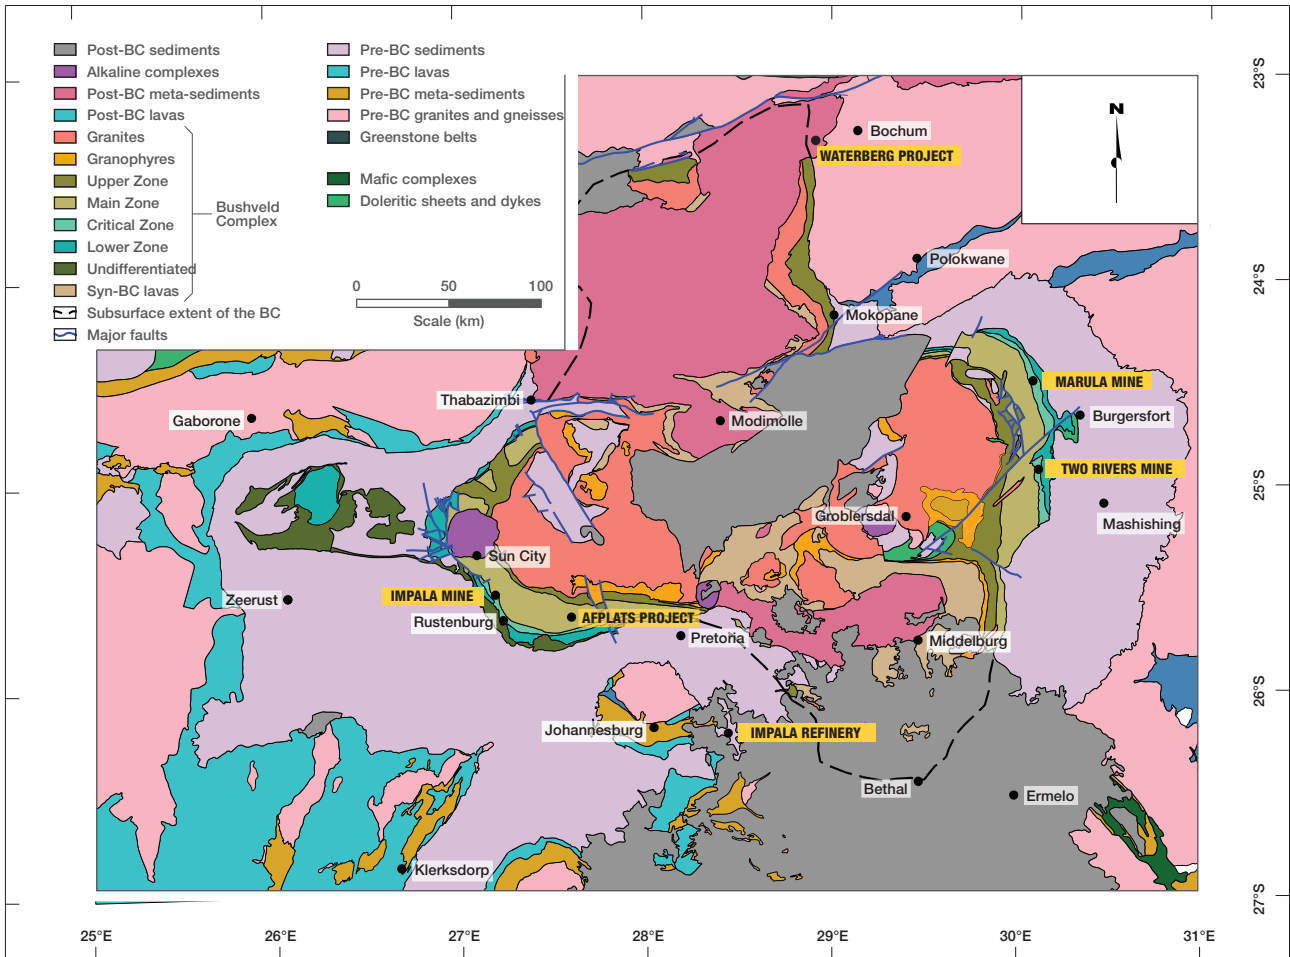 Post-BC sediments
Alkaline complexes
Post-BC meta-sediments
Post-BC lavas
Granites
Granophyres
Upper Zone
Main Zone
Critical Zone
Lower Zone
Undifferentiated
Syn-BC lavas
Bushveld
Complex
Subsurface extent of the BC
Major faults
Pre-BC sediments
Pre-BC lavas
Pre-BC meta-sediments
Pre-BC granites and gneisses
Greenstone belts
Mafic complexes
Doleritic sheets and dykes
0 50 100
Scale (km)
N
Bochum
WATERBERG PROJECT
Polokwane
Mokopane
MARULA MINE
Thabazimbi
Burgersfort
Gaborone
Modimolle
TWO RIVERS MINE
Groblersdal
Mashishing
Sun City
IMPALA MINE
Zeerust
Rustenburg
AFPLATS PROJECT
Pretoria
Middelburg
Johannesburg
IMPALA REFINERY
Bethal
Ermelo
Klerksdorp
23°S
24°S
25°S
26°S
27°S
25°E 26°E 27°E 28°E 29°E 30°E 31°E